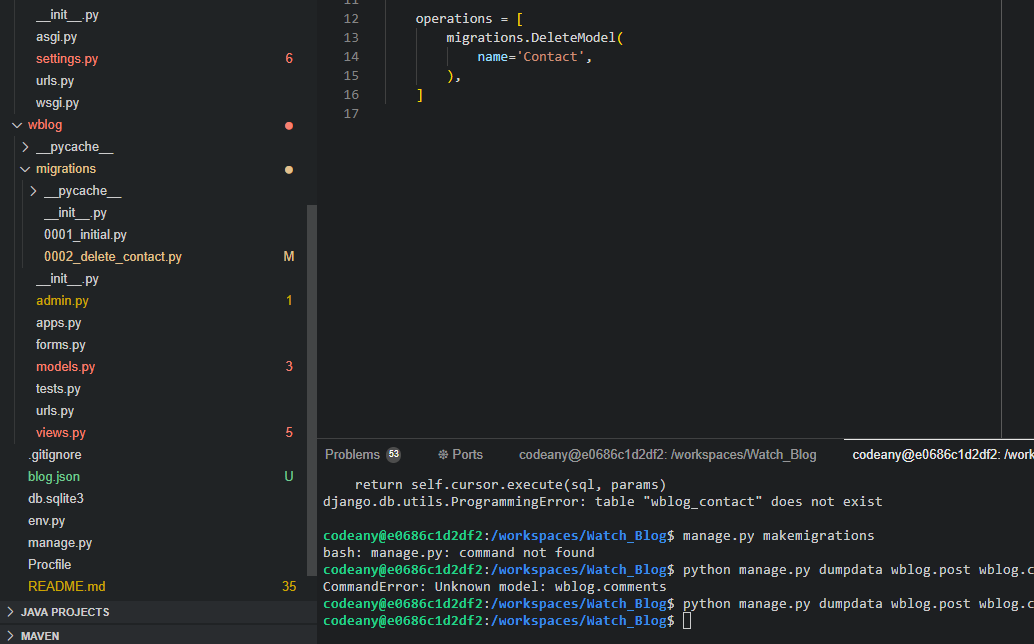 __init__.py
asgi.py
settings.py 6
urls.py
wsgi.py
wblog
__pycache__
migrations
__pycache__
__init__.py
0001_initial.py
0002_delete_contact.py M
__init__.py
admin.py 1
apps.py
forms.py
models.py 3
tests.py
urls.py
views.py 5
.gitignore
blog.json U
db.sqlite3
env.py
manage.py
Procfile
README.md 35
JAVA PROJECTS
MAVEN
11
12 operations = [
13 migrations.DeleteModel(
14 name='Contact',
15 ),
16 ]
17
Problems 53 Ports codeany@e0686c1d2df2: /workspaces/Watch_Blog codeany@e0686c1d2df2: /work
return self.cursor.execute(sql, params)
django.db.utils.ProgrammingError: table "wblog_contact" does not exist
codeany@e0686c1d2df2:/workspaces/Watch_Blog$ manage.py makemigrations
bash: manage.py: command not found
codeany@e0686c1d2df2:/workspaces/Watch_Blog$ python manage.py dumpdata wblog.post wblog.c
CommandError: Unknown model: wblog.comments
codeany@e0686c1d2df2:/workspaces/Watch_Blog$ python manage.py dumpdata wblog.post wblog.c
codeany@e0686c1d2df2:/workspaces/Watch_Blog$